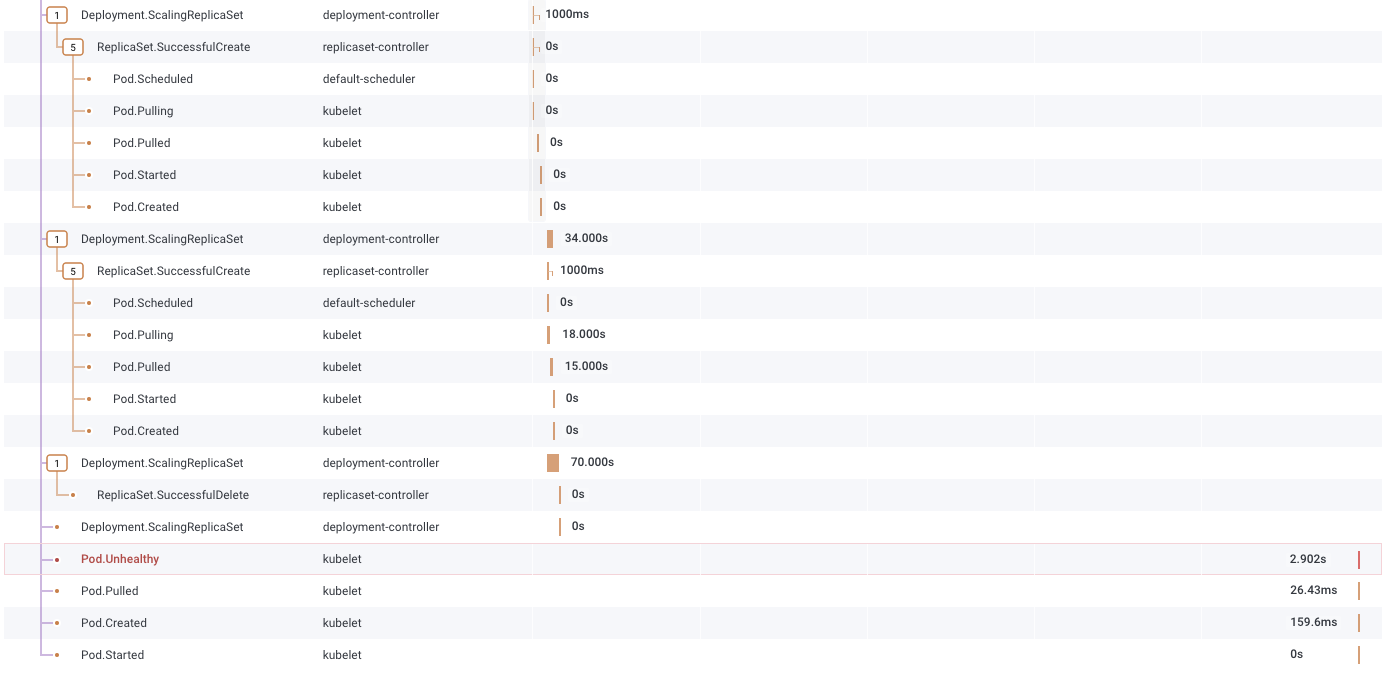 1 Deployment.ScalingReplicaSet deployment-controller 1000ms
5 ReplicaSet.SuccessfulCreate replicaset-controller 0s
Pod.Scheduled default-scheduler 0s
Pod.Pulling kubelet 0s
Pod.Pulled kubelet 0s
Pod.Started kubelet 0s
Pod.Created kubelet 0s
1 Deployment.ScalingReplicaSet deployment-controller 34.000s
5 ReplicaSet.SuccessfulCreate replicaset-controller 1000ms
Pod.Scheduled default-scheduler 0s
Pod.Pulling kubelet 18.000s
Pod.Pulled kubelet 15.000s
Pod.Started kubelet 0s
Pod.Created kubelet 0s
1 Deployment.ScalingReplicaSet deployment-controller 70.000s
ReplicaSet.SuccessfulDelete replicaset-controller 0s
Deployment.ScalingReplicaSet deployment-controller 0s
Pod.Unhealthy kubelet 2.902s
Pod.Pulled kubelet 26.43ms
Pod.Created kubelet 159.6ms
Pod.Started kubelet 0s